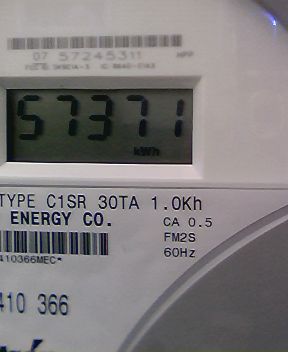 07 57245311 MPP
57371
kWh
TYPE C1SR 30TA 1.0Kh
ENERGY CO.
CA 0.5
FM2S
60Hz
410366MEC*
410 366